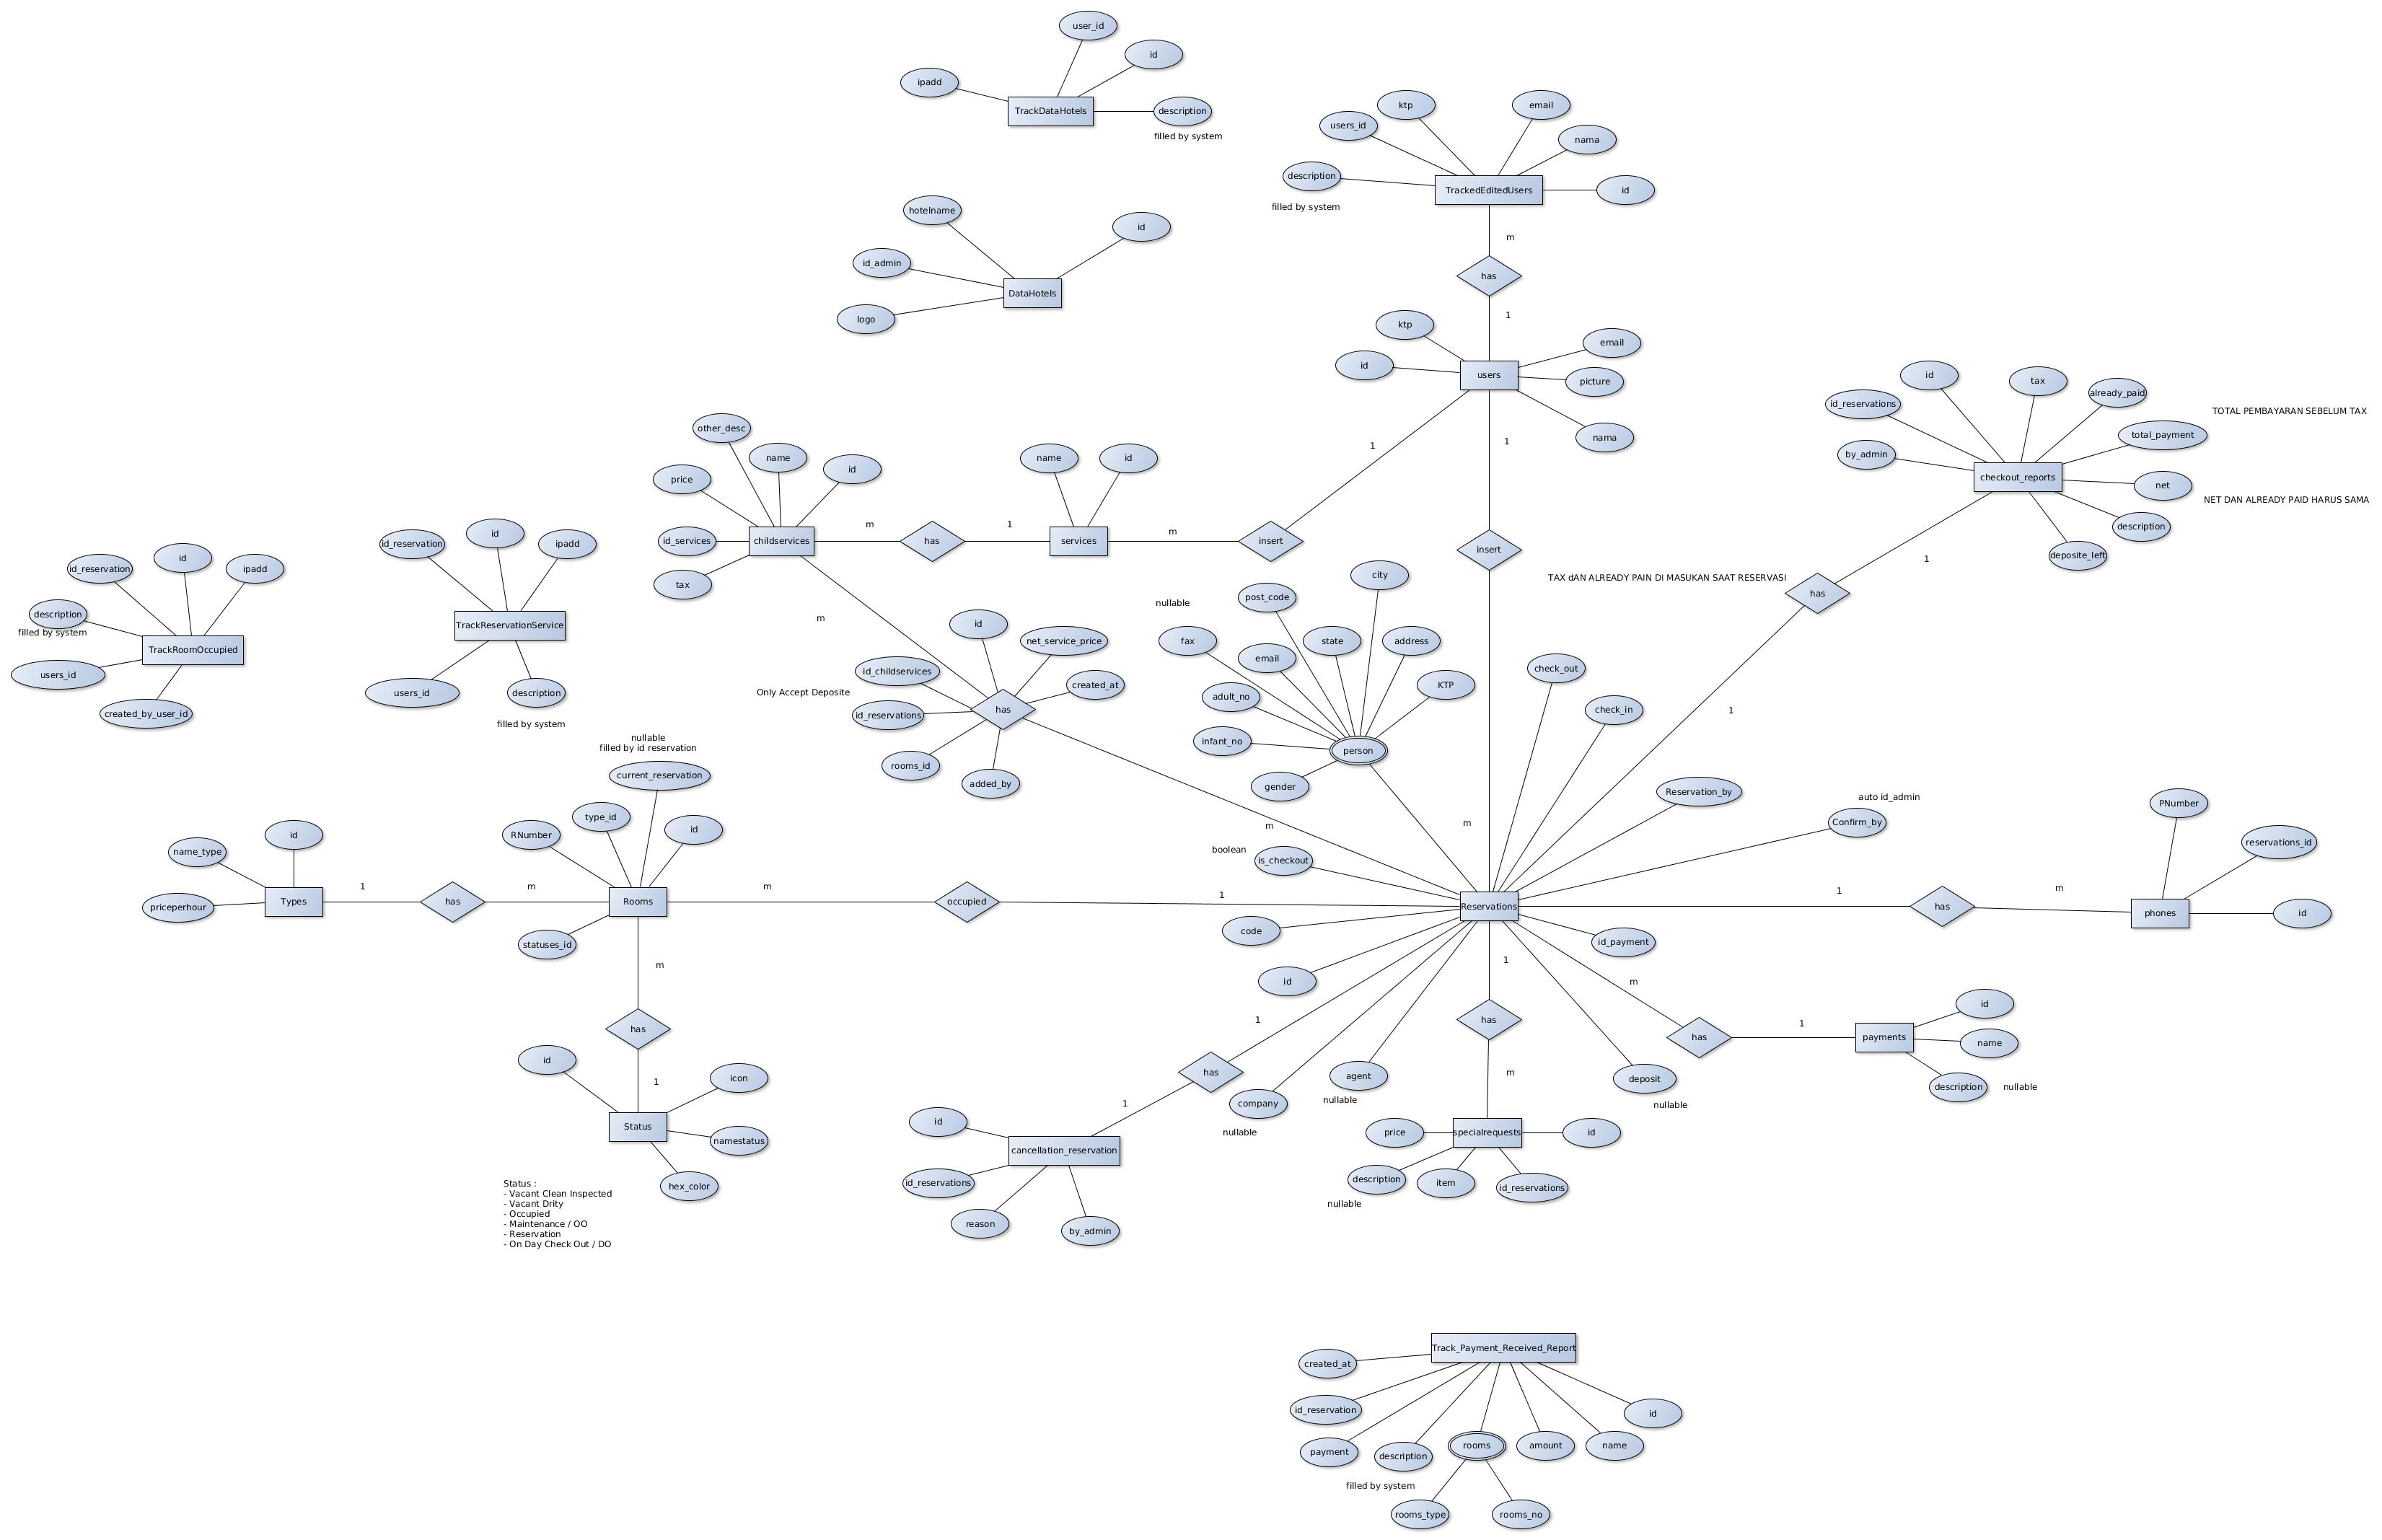 user_id
id
ipadd
TrackDataHotels
description
filled by system
ktp
email
users_id
nama
description
TrackedEditedUsers
id
filled by system
m
has
1
hotelname
id
id_admin
DataHotels
logo
ktp
email
id
users
picture
nama
1
1
id
tax
already_paid
id_reservations
TOTAL PEMBAYARAN SEBELUM TAX
total_payment
by_admin
checkout_reports
net
NET DAN ALREADY PAID HARUS SAMA
description
deposite_left
1
has
TAX dAN ALREADY PAIN DI MASUKAN SAAT RESERVASI
1
other_desc
name
id
price
id_services
childservices
tax
m
has
1
name
id
services
m
insert
insert
id_reservation
id
ipadd
description
filled by system
TrackRoomOccupied
users_id
created_by_user_id
id_reservation
id
ipadd
TrackReservationService
users_id
description
filled by system
m
id
net_service_price
id_childservices
created_at
Only Accept Deposite
id_reservations
has
rooms_id
added_by
m
nullable
city
post_code
fax
state
address
email
KTP
adult_no
infant_no
person
gender
m
check_out
check_in
Reservation_by
auto id_admin
Confirm_by
boolean
is_checkout
code
id
Reservations
id_payment
nullable
filled by id reservation
current_reservation
type_id
id
RNumber
Rooms
statuses_id
id
name_type
priceperhour
Types
1
has
m
m
occupied
1
1
has
m
PNumber
reservations_id
phones
id
m
has
1
id
icon
Status
namestatus
hex_color
Status :
- Vacant Clean Inspected
- Vacant Drity
- Occupied
- Maintenance / OO
- Reservation
- On Day Check Out / DO
1
has
1
id
cancellation_reservation
id_reservations
reason
by_admin
company
nullable
agent
nullable
1
has
m
price
specialrequests
id
description
item
id_reservations
nullable
deposit
nullable
m
has
1
id
payments
name
description
nullable
Track_Payment_Received_Report
created_at
id_reservation
id
payment
description
rooms
amount
name
filled by system
rooms_type
rooms_no